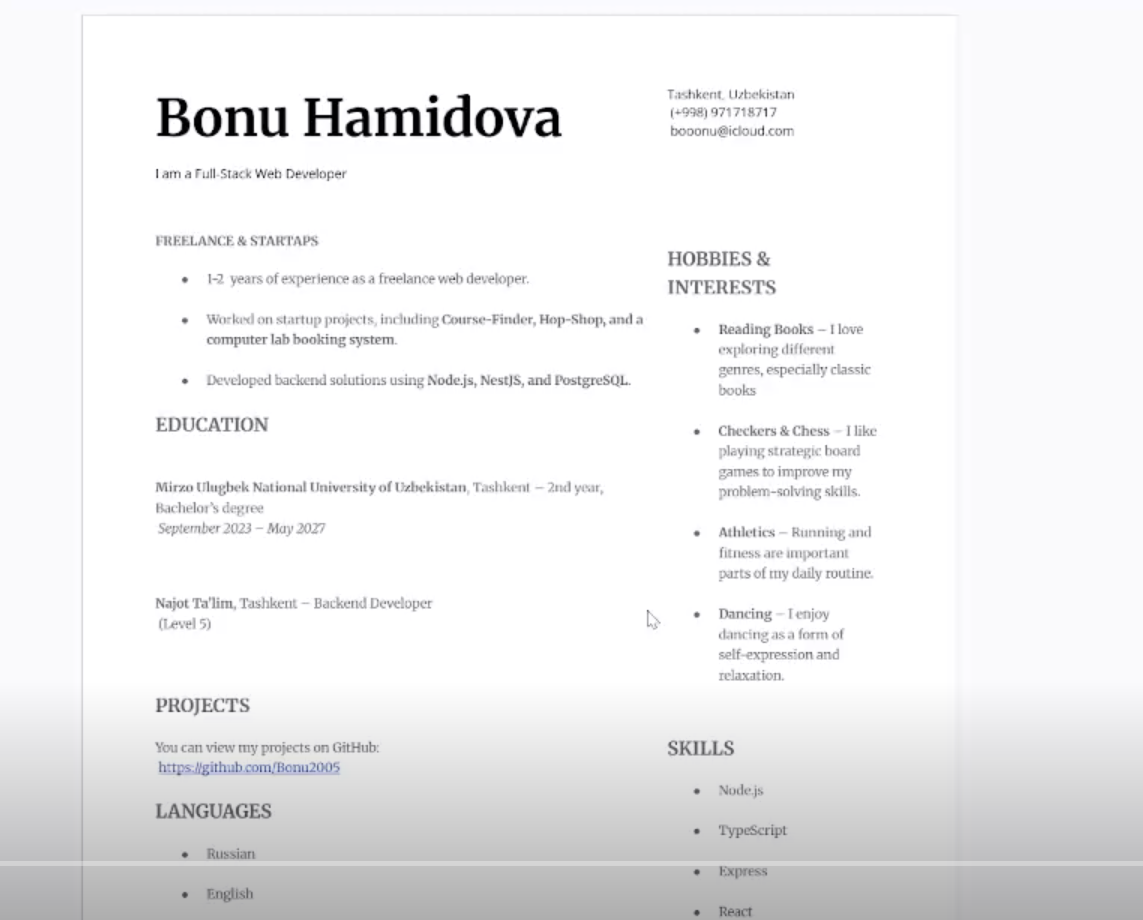 Bonu Hamidova
I am a Full-Stack Web Developer
Tashkent, Uzbekistan
(+998) 971718717
booonu@icloud.com
FREELANCE & STARTAPS
1-2 years of experience as a freelance web developer.
Worked on startup projects, including Course-Finder, Hop-Shop, and a
computer lab booking system.
Developed backend solutions using Node.js, NestJS, and PostgreSQL.
EDUCATION
Mirzo Ulugbek National University of Uzbekistan, Tashkent – 2nd year,
Bachelor's degree
September 2023 – May 2027
Najot Ta'lim, Tashkent – Backend Developer
(Level 5)
PROJECTS
You can view my projects on GitHub:
https://github.com/Bonu2005
LANGUAGES
Russian
English
HOBBIES &
INTERESTS
Reading Books – I love
exploring different
genres, especially classic
books
Checkers & Chess – I like
playing strategic board
games to improve my
problem-solving skills.
Athletics – Running and
fitness are important
parts of my daily routine.
Dancing – I enjoy
dancing as a form of
self-expression and
relaxation.
SKILLS
Node.js
TypeScript
Express
React